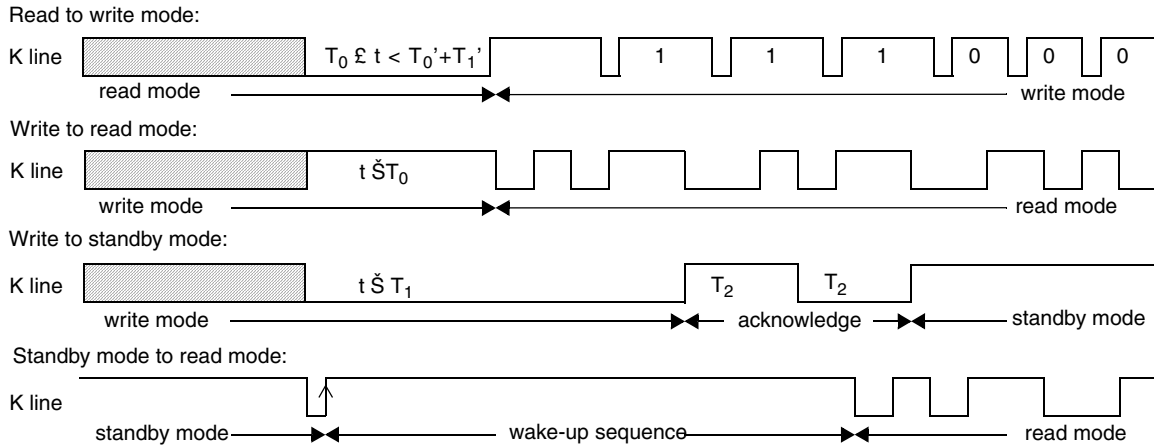 Read to write mode:
K line T₀ £ t < T₀'+T₁' 1 1 1 0 0 0
read mode write mode
Write to read mode:
K line t ŠT₀
write mode read mode
Write to standby mode:
K line t Š T₁ T₂ T₂
write mode acknowledge standby mode
Standby mode to read mode:
K line
standby mode wake-up sequence read mode